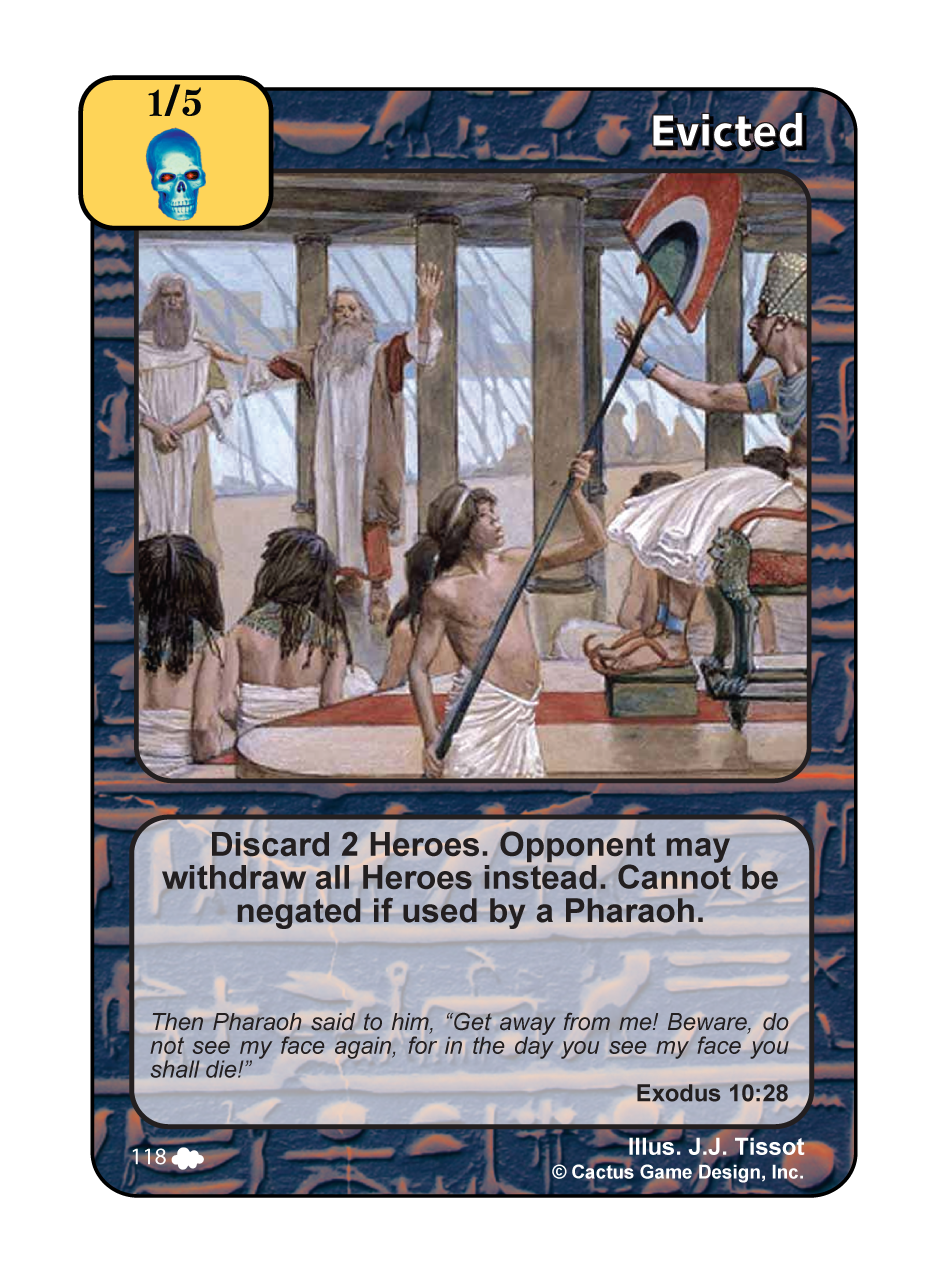 1/5
Evicted
Discard 2 Heroes. Opponent may
withdraw all Heroes instead. Cannot be
negated if used by a Pharaoh.
Then Pharaoh said to him, “Get away from me! Beware, do
not see my face again, for in the day you see my face you
shall die!”
Exodus 10:28
118
Illus. J.J. Tissot
© Cactus Game Design, Inc.